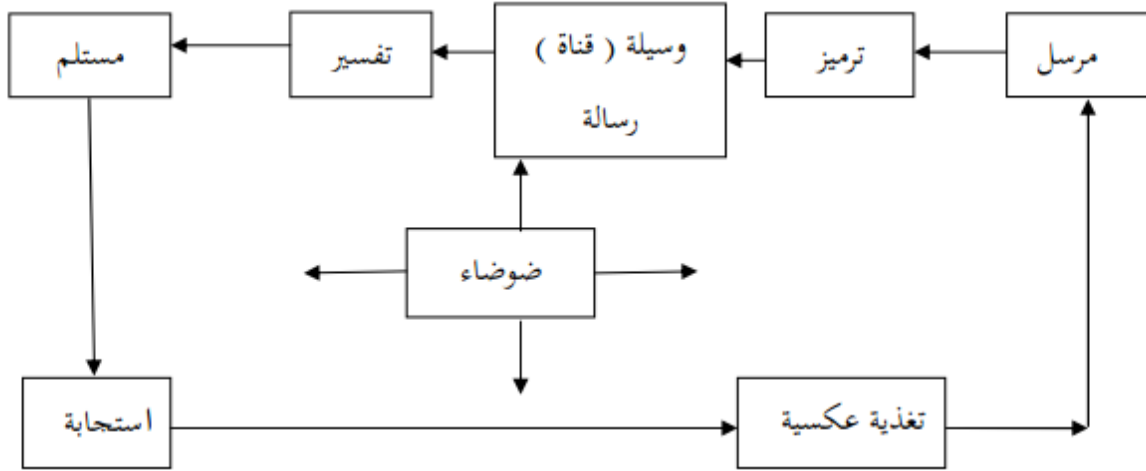 مرسل
ترميز
وسيلة ( قناة )
رسالة
تفسير
مستلم
ضوضاء
تغذية عكسية
استجابة